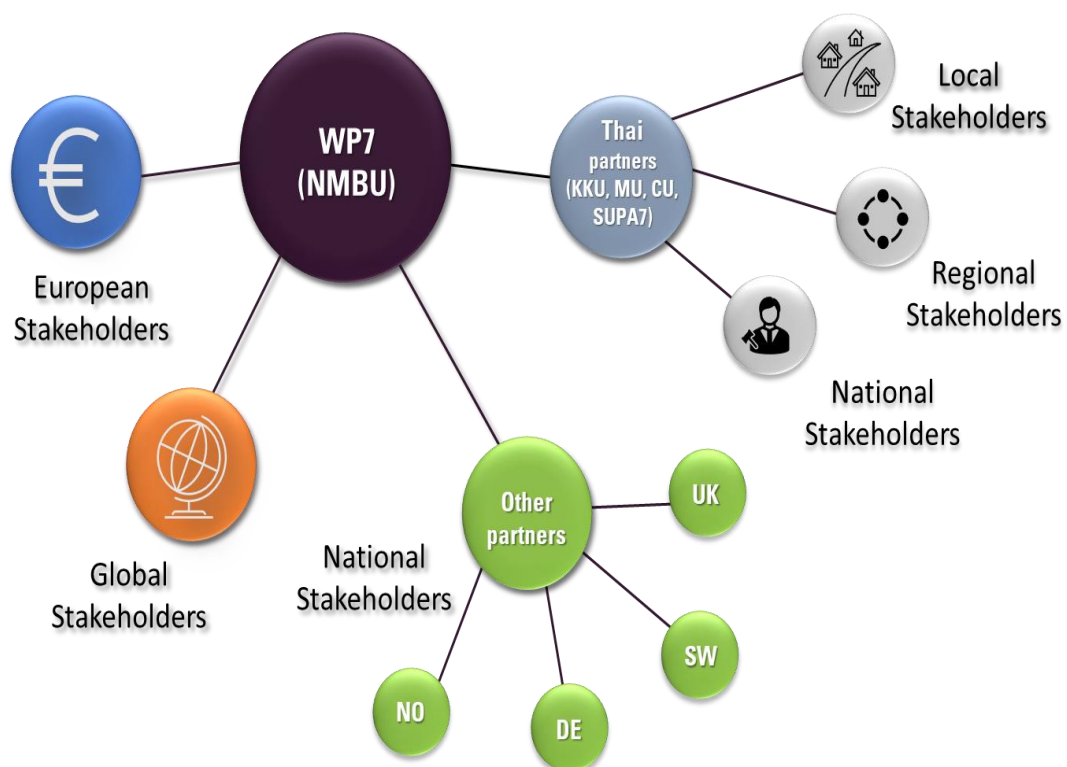 WP7
(NMBU)
Thai
partners
(KKU, MU, CU,
SUPA7)
Local
Stakeholders
Regional
Stakeholders
National
Stakeholders
€
European
Stakeholders
Global
Stakeholders
Other
partners
National
Stakeholders
UK
SW
DE
NO